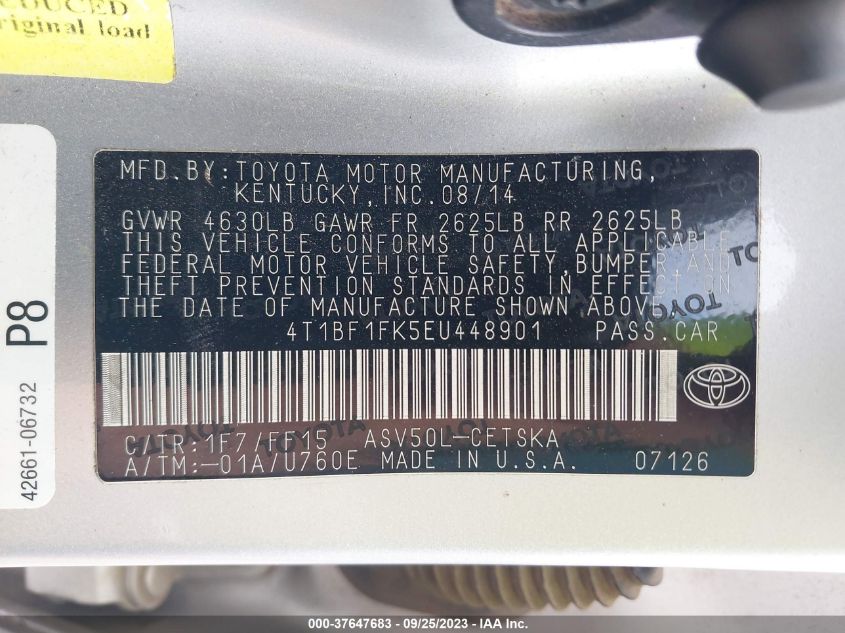 DUCED
original load
P8
42661-06732
MFD.BY:TOYOTA MOTOR MANUFACTURING,
KENTUCKY,INC.08/14
GVWR 4630LB GAWR FR 2625LB RR 2625LB
THIS VEHICLE CONFORMS TO ALL APPLICABLE
FEDERAL MOTOR VEHICLE SAFETY,BUMPER,AND
THEFT PREVENTION STANDARDS IN EFFECT ON
THE DATE OF MANUFACTURE SHOWN ABOVE.
4T1BF1FK5EU448901 PASS.CAR
C/TR:1F7/FB15 ASV50L-CETSKA
A/TM:-01A/U760E MADE IN U.S.A. 07126
000-37647683 - 09/25/2023 - IAA Inc.